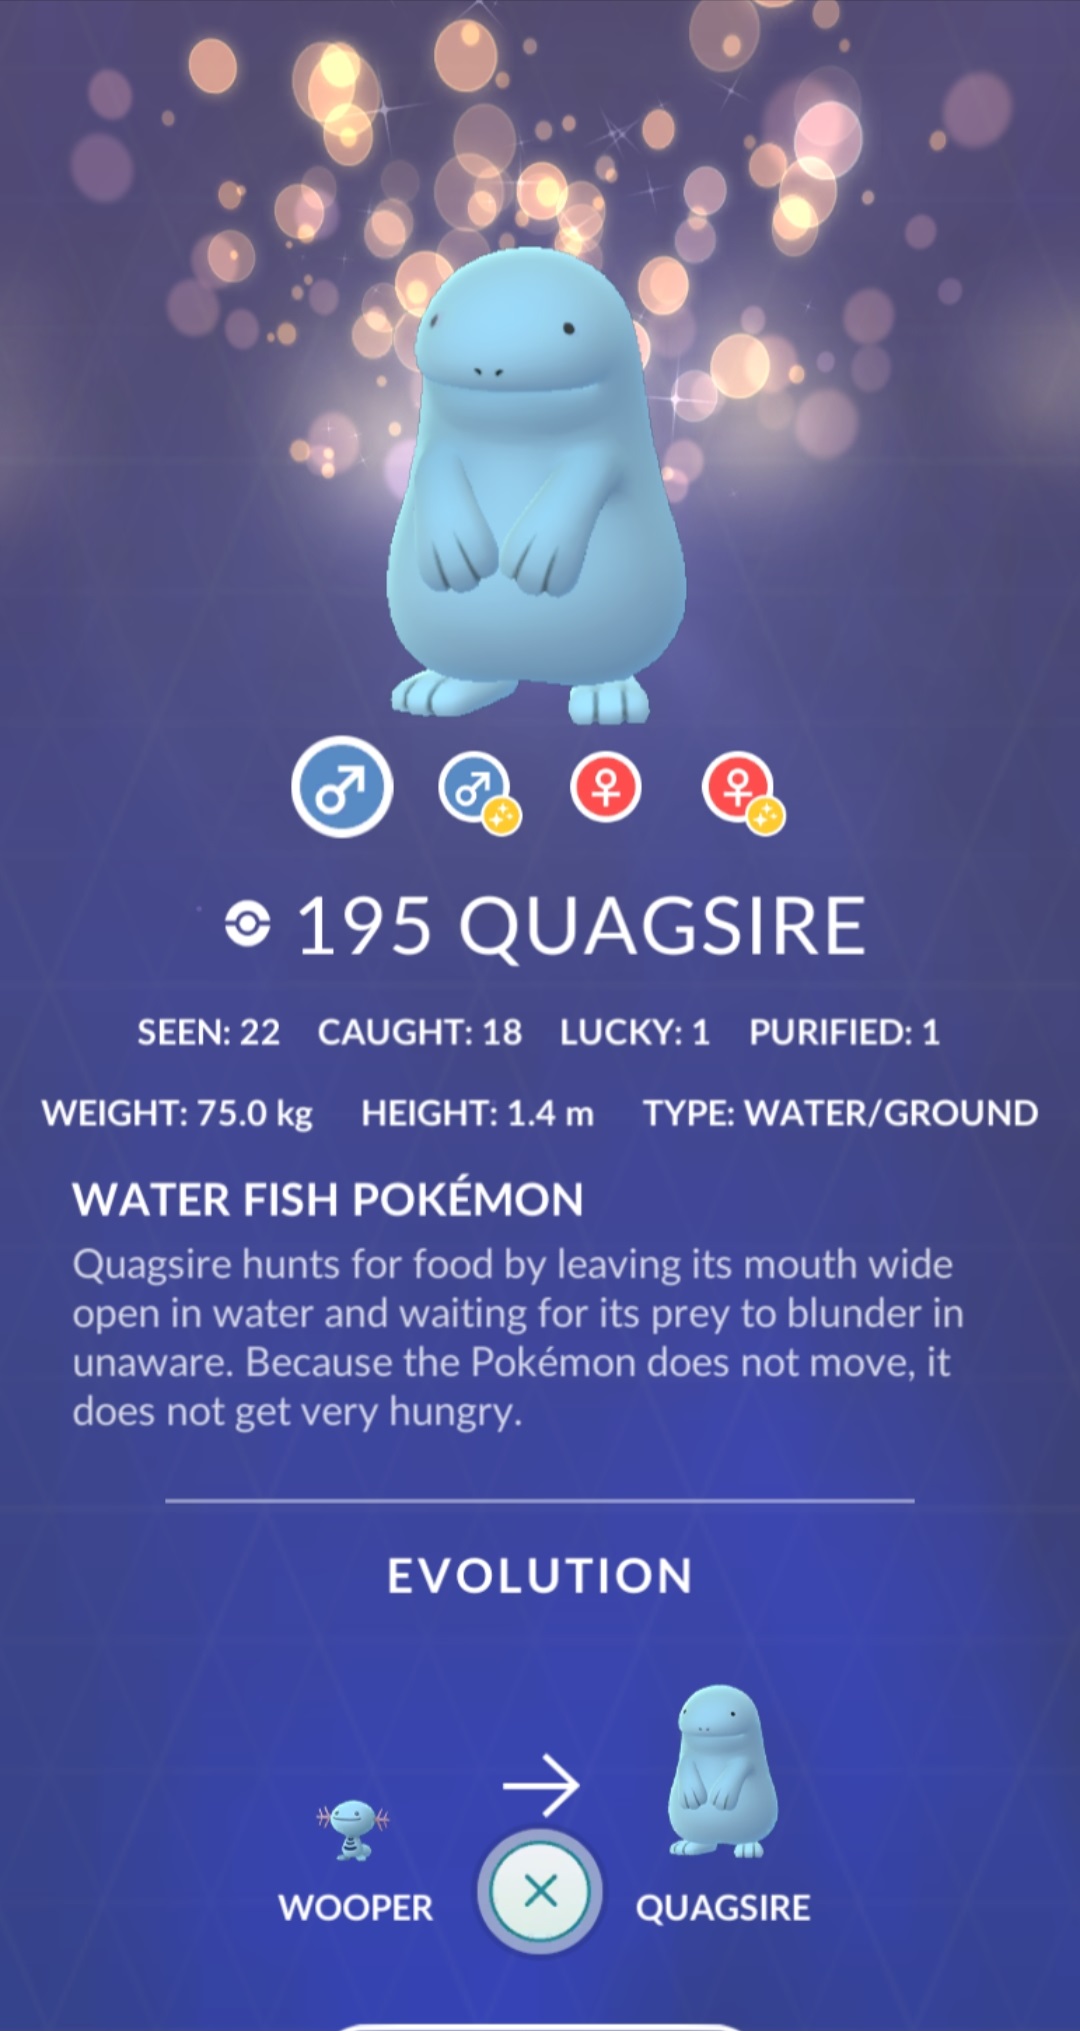 195 QUAGSIRE
SEEN: 22 CAUGHT: 18 LUCKY: 1 PURIFIED: 1
WEIGHT: 75.0 kg HEIGHT: 1.4 m TYPE: WATER/GROUND
WATER FISH POKÉMON
Quagsire hunts for food by leaving its mouth wide
open in water and waiting for its prey to blunder in
unaware. Because the Pokémon does not move, it
does not get very hungry.
EVOLUTION
WOOPER QUAGSIRE